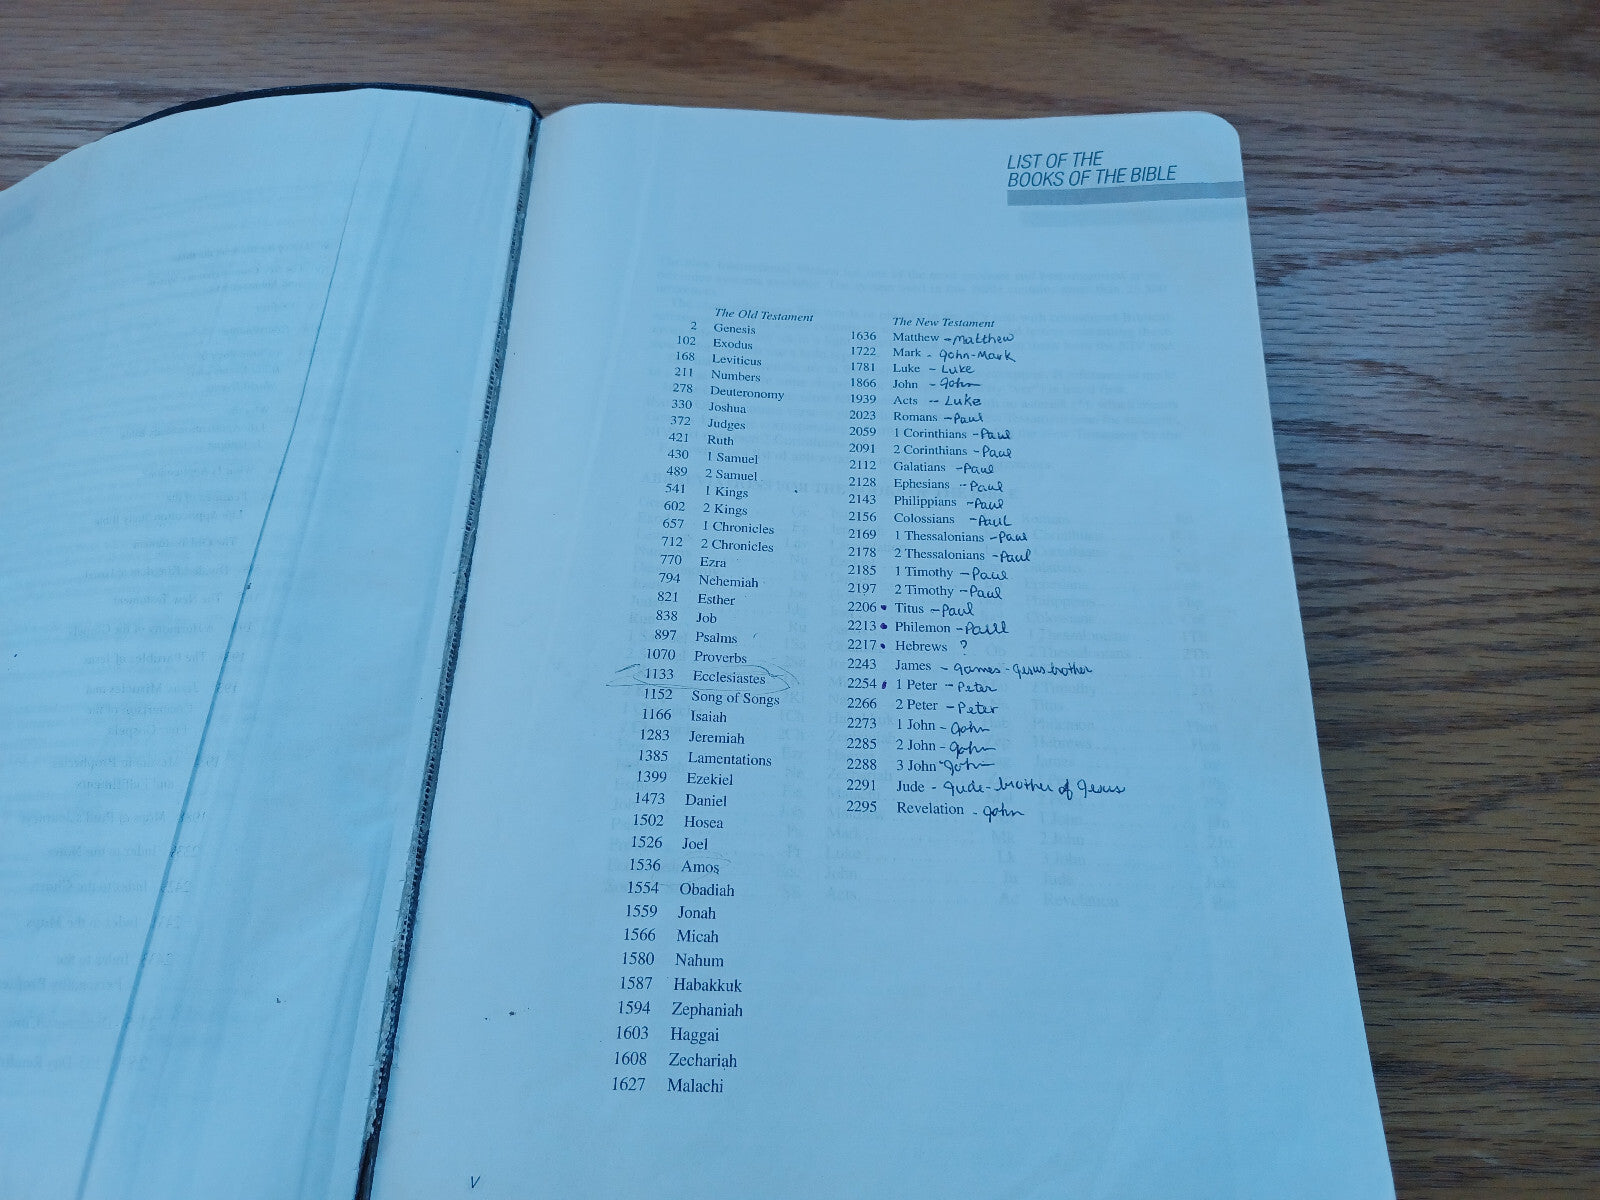 LIST OF THE
BOOKS OF THE BIBLE
The Old Testament
2 Genesis
102 Exodus
168 Leviticus
211 Numbers
278 Deuteronomy
330 Joshua
372 Judges
421 Ruth
430 1 Samuel
489 2 Samuel
541 1 Kings
602 2 Kings
657 1 Chronicles
712 2 Chronicles
770 Ezra
794 Nehemiah
821 Esther
838 Job
897 Psalms
1070 Proverbs
1133 Ecclesiastes
1152 Song of Songs
1166 Isaiah
1283 Jeremiah
1385 Lamentations
1399 Ezekiel
1473 Daniel
1502 Hosea
1526 Joel
1536 Amos
1554 Obadiah
1559 Jonah
1566 Micah
1580 Nahum
1587 Habakkuk
1594 Zephaniah
1603 Haggai
1608 Zechariah
1627 Malachi
The New Testament
1636 Matthew - Matthew
1722 Mark - John-Mark
1781 Luke - Luke
1866 John - John
1939 Acts - Luke
2023 Romans - Paul
2059 1 Corinthians - Paul
2091 2 Corinthians - Paul
2112 Galatians - Paul
2128 Ephesians - Paul
2143 Philippians - Paul
2156 Colossians - Paul
2169 1 Thessalonians - Paul
2178 2 Thessalonians - Paul
2185 1 Timothy - Paul
2197 2 Timothy - Paul
2206 • Titus - Paul
2213 • Philemon - Paul
2217 • Hebrews ?
2243 James - James - Jesus brother
2254 • 1 Peter - Peter
2266 2 Peter - Peter
2273 1 John - John
2285 2 John - John
2288 3 John - John
2291 Jude - Jude - brother of Jesus
2295 Revelation - John
V